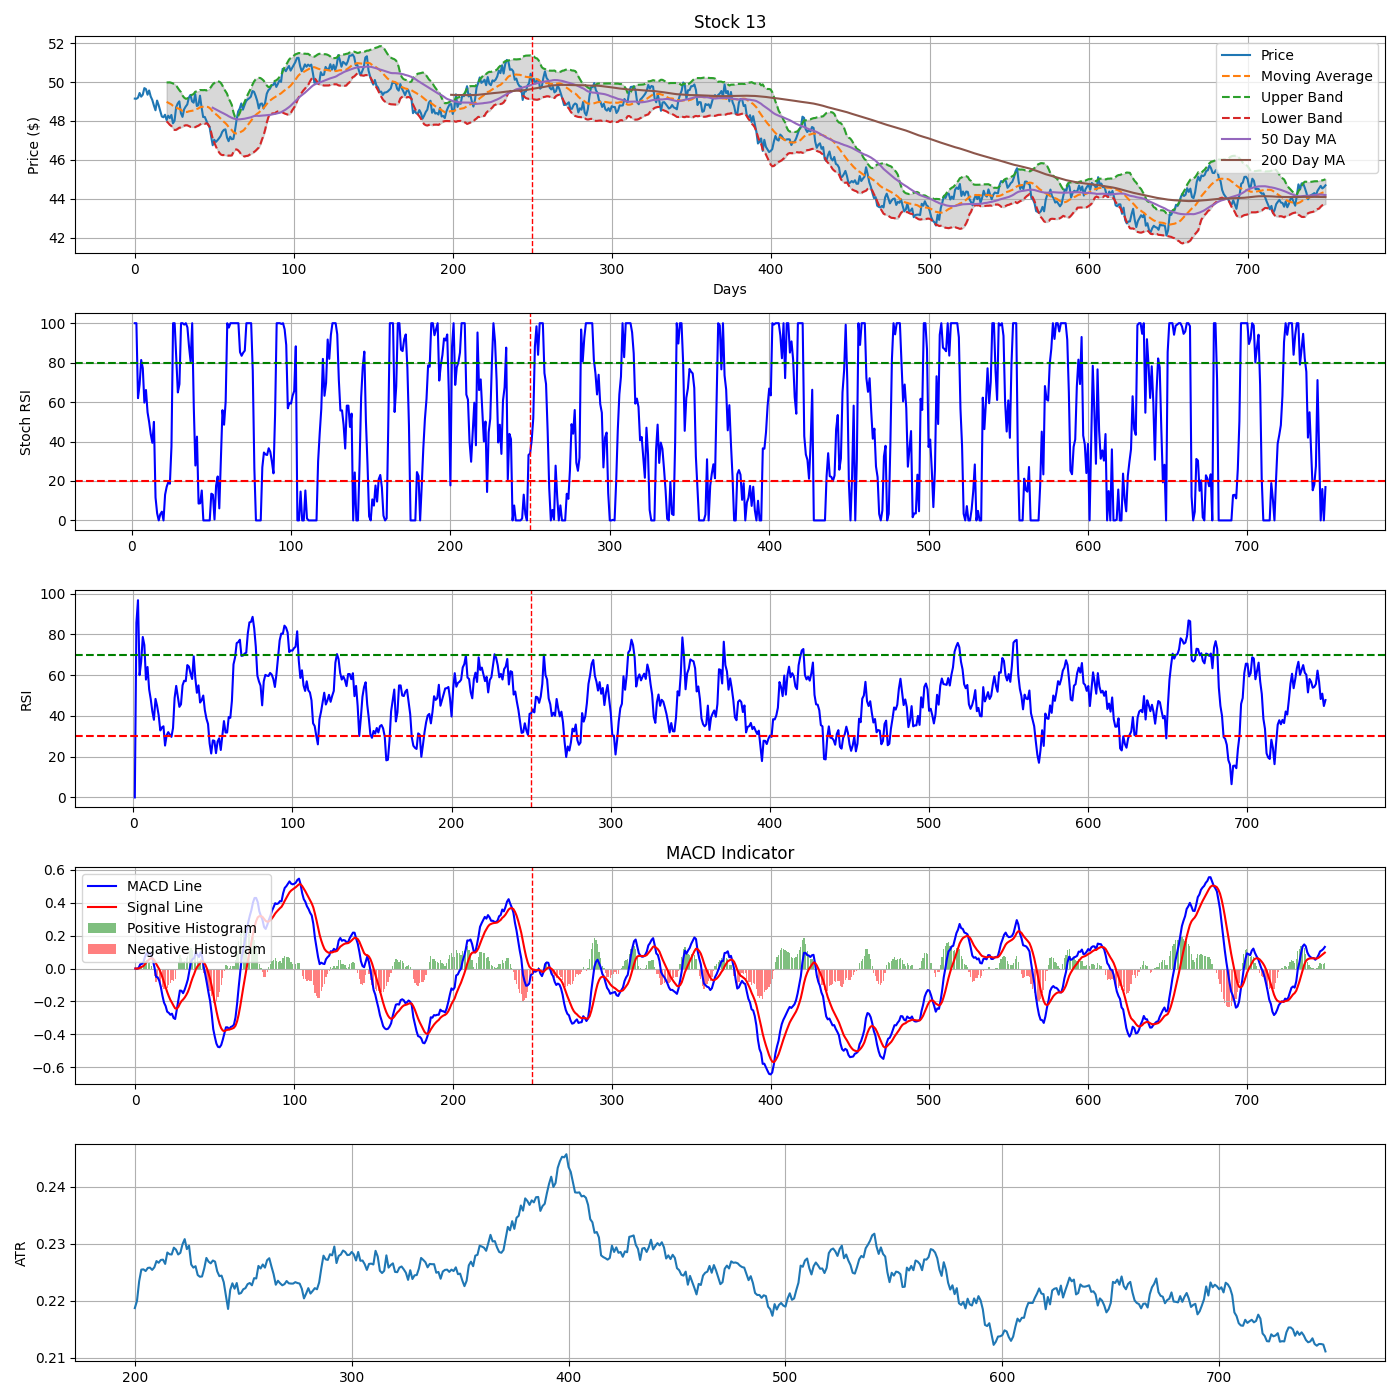 Stock 13
Price ($)
52
50
48
46
44
42
Price
Moving Average
Upper Band
Lower Band
50 Day MA
200 Day MA
0 100 200 300 400 500 600 700
Days
Stoch RSI
100
80
60
40
20
0
0 100 200 300 400 500 600 700
RSI
100
80
60
40
20
0
0 100 200 300 400 500 600 700
MACD Indicator
0.6
0.4
0.2
0.0
−0.2
−0.4
−0.6
MACD Line
Signal Line
Positive Histogram
Negative Histogram
0 100 200 300 400 500 600 700
ATR
0.24
0.23
0.22
0.21
200 300 400 500 600 700